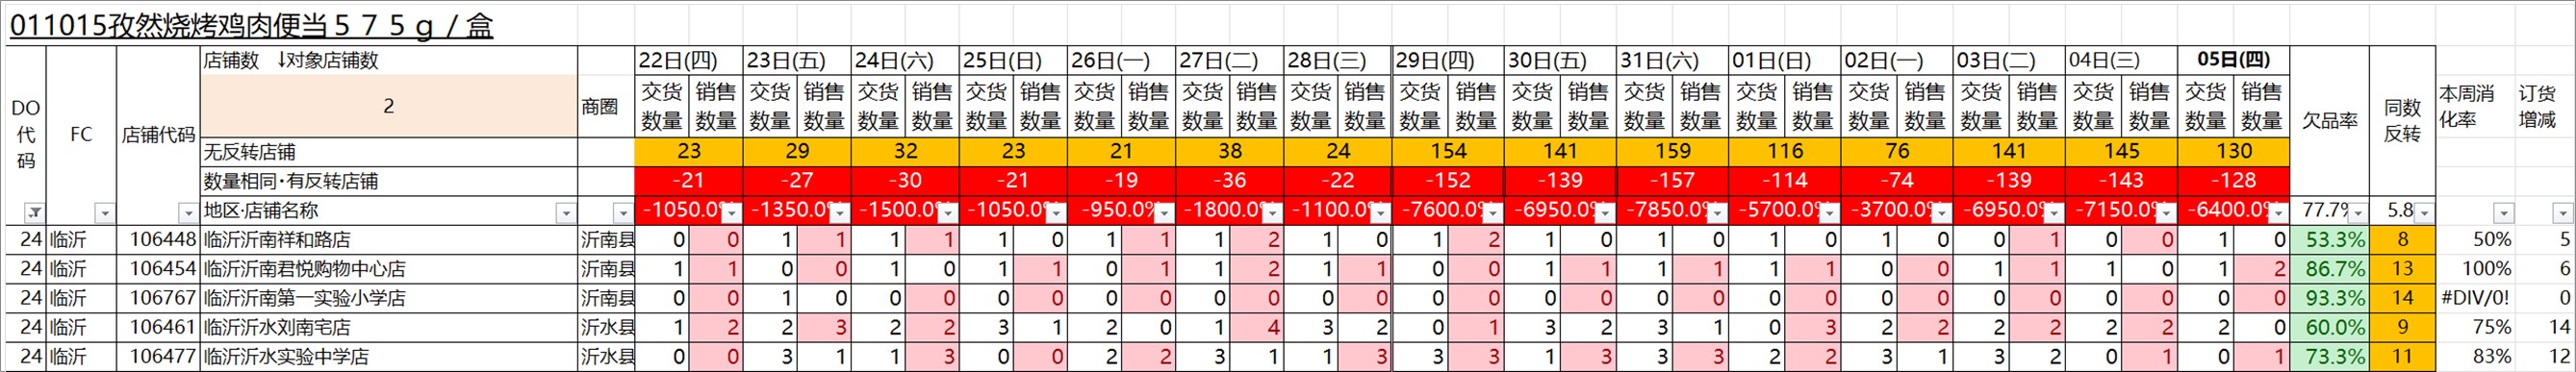 011015孜然烧烤鸡肉便当５７５ｇ／盒
DO代码 FC 店铺代码 店铺数 ↓对象店铺数 商圈 22日(四) 23日(五) 24日(六) 25日(日) 26日(一) 27日(二) 28日(三) 29日(四) 30日(五) 31日(六) 01日(日) 02日(一) 03日(二) 04日(三) 05日(四) 欠品率 同数反转 本周消化率 订货增减
2 交货数量 销售数量 交货数量 销售数量 交货数量 销售数量 交货数量 销售数量 交货数量 销售数量 交货数量 销售数量 交货数量 销售数量 交货数量 销售数量 交货数量 销售数量 交货数量 销售数量 交货数量 销售数量 交货数量 销售数量 交货数量 销售数量 交货数量 销售数量 交货数量 销售数量
无反转店铺 23 29 32 23 21 38 24 154 141 159 116 76 141 145 130
数量相同·有反转店铺 -21 -27 -30 -21 -19 -36 -22 -152 -139 -157 -114 -74 -139 -143 -128
地区·店铺名称 -1050.0% -1350.0% -1500.0% -1050.0% -950.0% -1800.0% -1100.0% -7600.0% -6950.0% -7850.0% -5700.0% -3700.0% -6950.0% -7150.0% -6400.0% 77.7% 5.8
24 临沂 106448 临沂沂南祥和路店 沂南县 0 0 1 1 1 1 1 0 1 1 1 2 1 0 1 2 1 0 1 0 1 0 1 0 0 1 0 0 1 0 53.3% 8 50% 5
24 临沂 106454 临沂沂南君悦购物中心店 沂南县 1 1 0 0 1 0 1 1 0 1 1 2 1 1 0 0 1 1 1 1 1 1 0 0 1 1 1 0 1 2 86.7% 13 100% 6
24 临沂 106767 临沂沂南第一实验小学店 沂南县 0 0 1 0 0 0 0 0 0 0 0 0 0 0 0 0 0 0 0 0 0 0 0 0 0 0 0 0 0 0 93.3% 14 #DIV/0! 0
24 临沂 106461 临沂沂水刘南宅店 沂水县 1 2 2 3 2 2 3 1 2 0 1 4 3 2 0 1 3 2 3 1 0 3 2 2 2 2 2 2 2 0 60.0% 9 75% 14
24 临沂 106477 临沂沂水实验中学店 沂水县 0 0 3 1 1 3 0 0 2 2 3 1 1 3 3 3 1 3 3 3 2 2 3 1 3 2 0 1 0 1 73.3% 11 83% 12